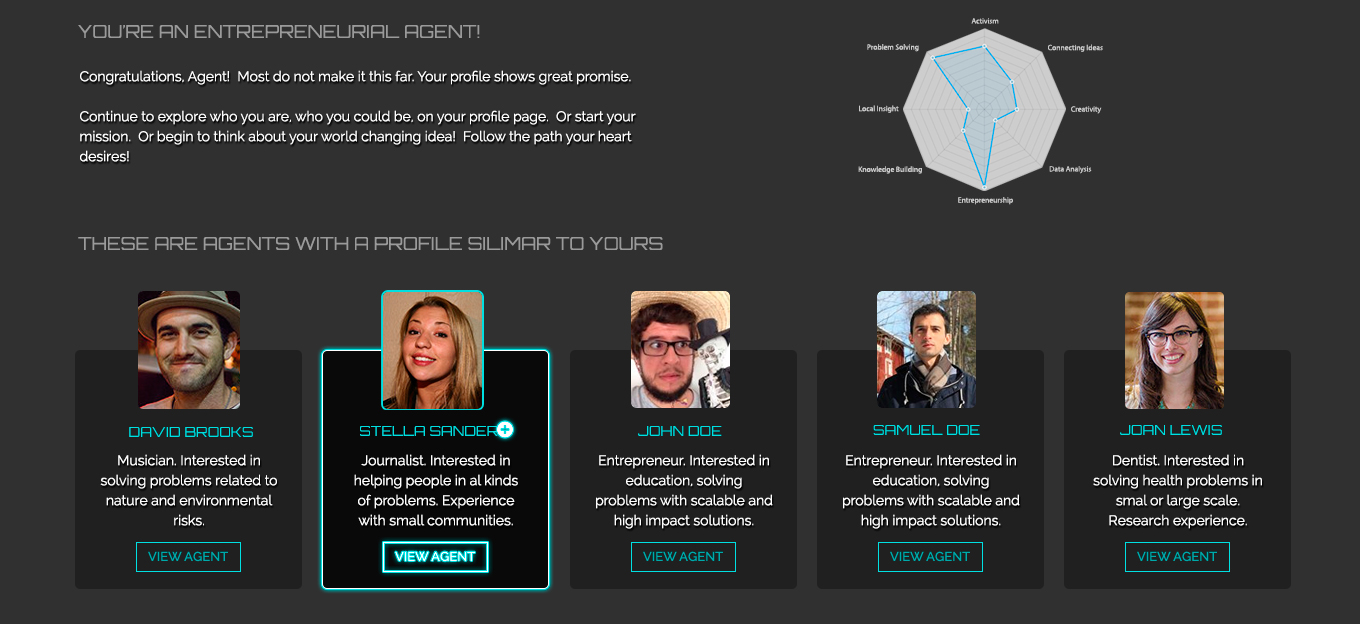 YOU'RE AN ENTREPRENEURIAL AGENT!
Congratulations, Agent!  Most do not make it this far. Your profile shows great promise.
Continue to explore who you are, who you could be, on your profile page.  Or start your
mission.  Or begin to think about your world changing idea!  Follow the path your heart
desires!
Activism
Problem Solving
Connecting Ideas
Local Insight
Creativity
Knowledge Building
Data Analysis
Entrepreneurship
THESE ARE AGENTS WITH A PROFILE SILIMAR TO YOURS
DAVID BROOKS
Musician. Interested in
solving problems related to
nature and environmental
risks.
VIEW AGENT
STELLA SANDER
Journalist. Interested in
helping people in al kinds
of problems. Experience
with small communities.
VIEW AGENT
JOHN DOE
Entrepreneur. Interested in
education, solving
problems with scalable and
high impact solutions.
VIEW AGENT
SAMUEL DOE
Entrepreneur. Interested in
education, solving
problems with scalable and
high impact solutions.
VIEW AGENT
JOAN LEWIS
Dentist. Interested in
solving health problems in
smal or large scale.
Research experience.
VIEW AGENT